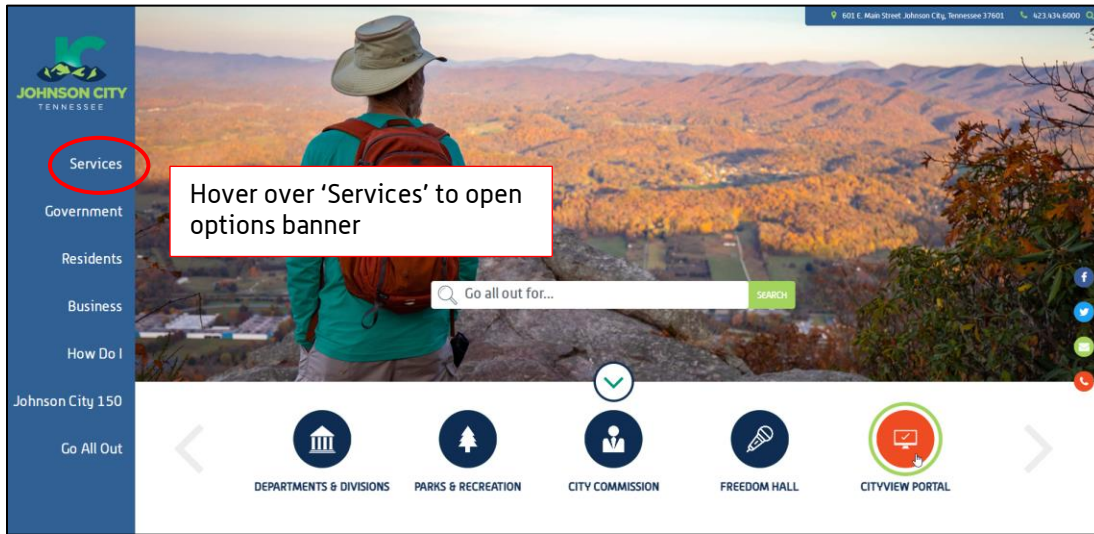 601 E. Main Street Johnson City, Tennessee 37601 423.434.6000
JC
JOHNSON CITY
TENNESSEE
Services
Government
Residents
Business
How Do I
Johnson City 150
Go All Out
Hover over ‘Services’ to open
options banner
Go all out for...
SEARCH
DEPARTMENTS & DIVISIONS
PARKS & RECREATION
CITY COMMISSION
FREEDOM HALL
CITYVIEW PORTAL